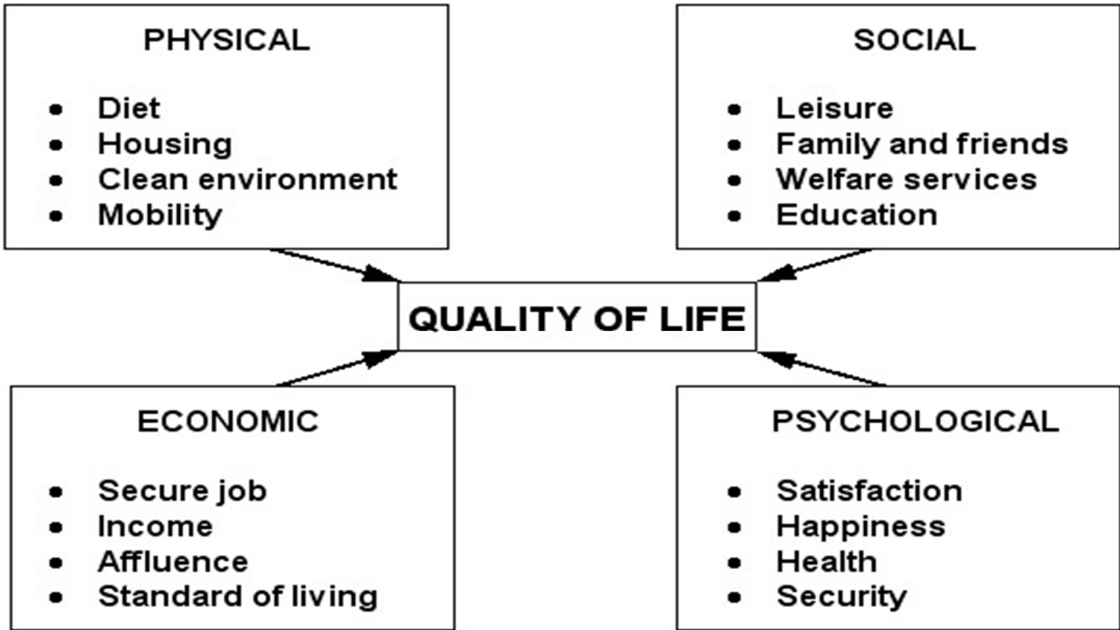 PHYSICAL
• Diet
• Housing
• Clean environment
• Mobility
SOCIAL
• Leisure
• Family and friends
• Welfare services
• Education
QUALITY OF LIFE
ECONOMIC
• Secure job
• Income
• Affluence
• Standard of living
PSYCHOLOGICAL
• Satisfaction
• Happiness
• Health
• Security